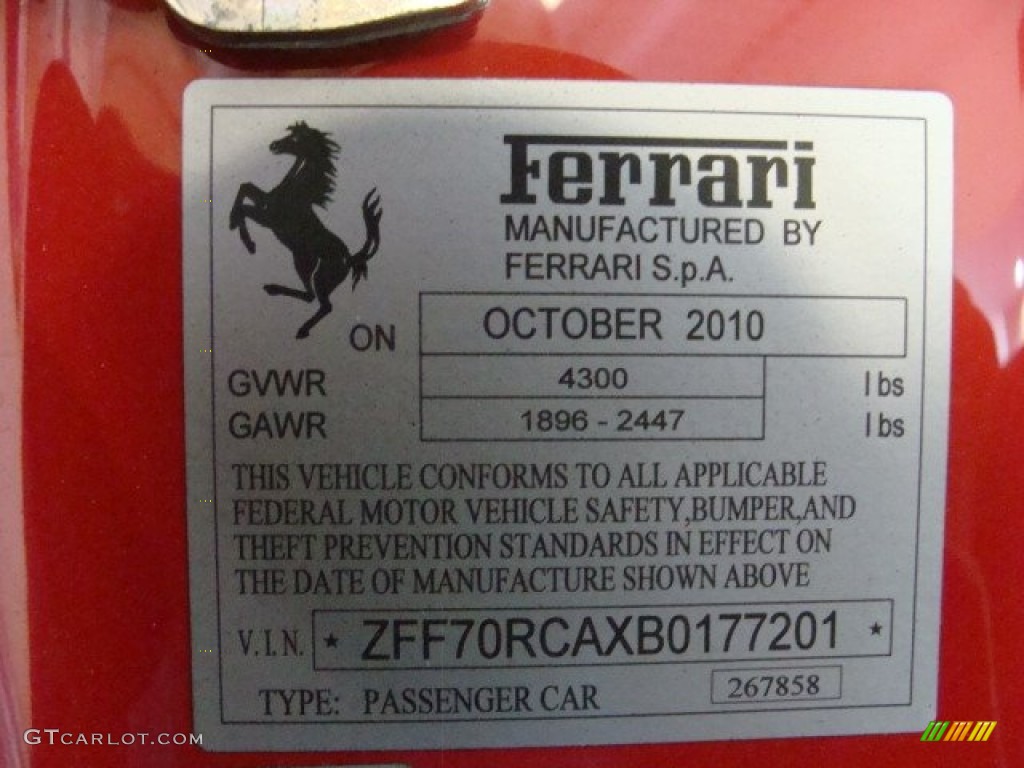 Ferrari
MANUFACTURED BY
FERRARI S.p.A.
ON OCTOBER 2010
GVWR 4300 lbs
GAWR 1896 - 2447 lbs
THIS VEHICLE CONFORMS TO ALL APPLICABLE
FEDERAL MOTOR VEHICLE SAFETY,BUMPER,AND
THEFT PREVENTION STANDARDS IN EFFECT ON
THE DATE OF MANUFACTURE SHOWN ABOVE
V.I.N. ★ ZFF70RCAXB0177201 ★
TYPE: PASSENGER CAR 267858
GTCARLOT.COM